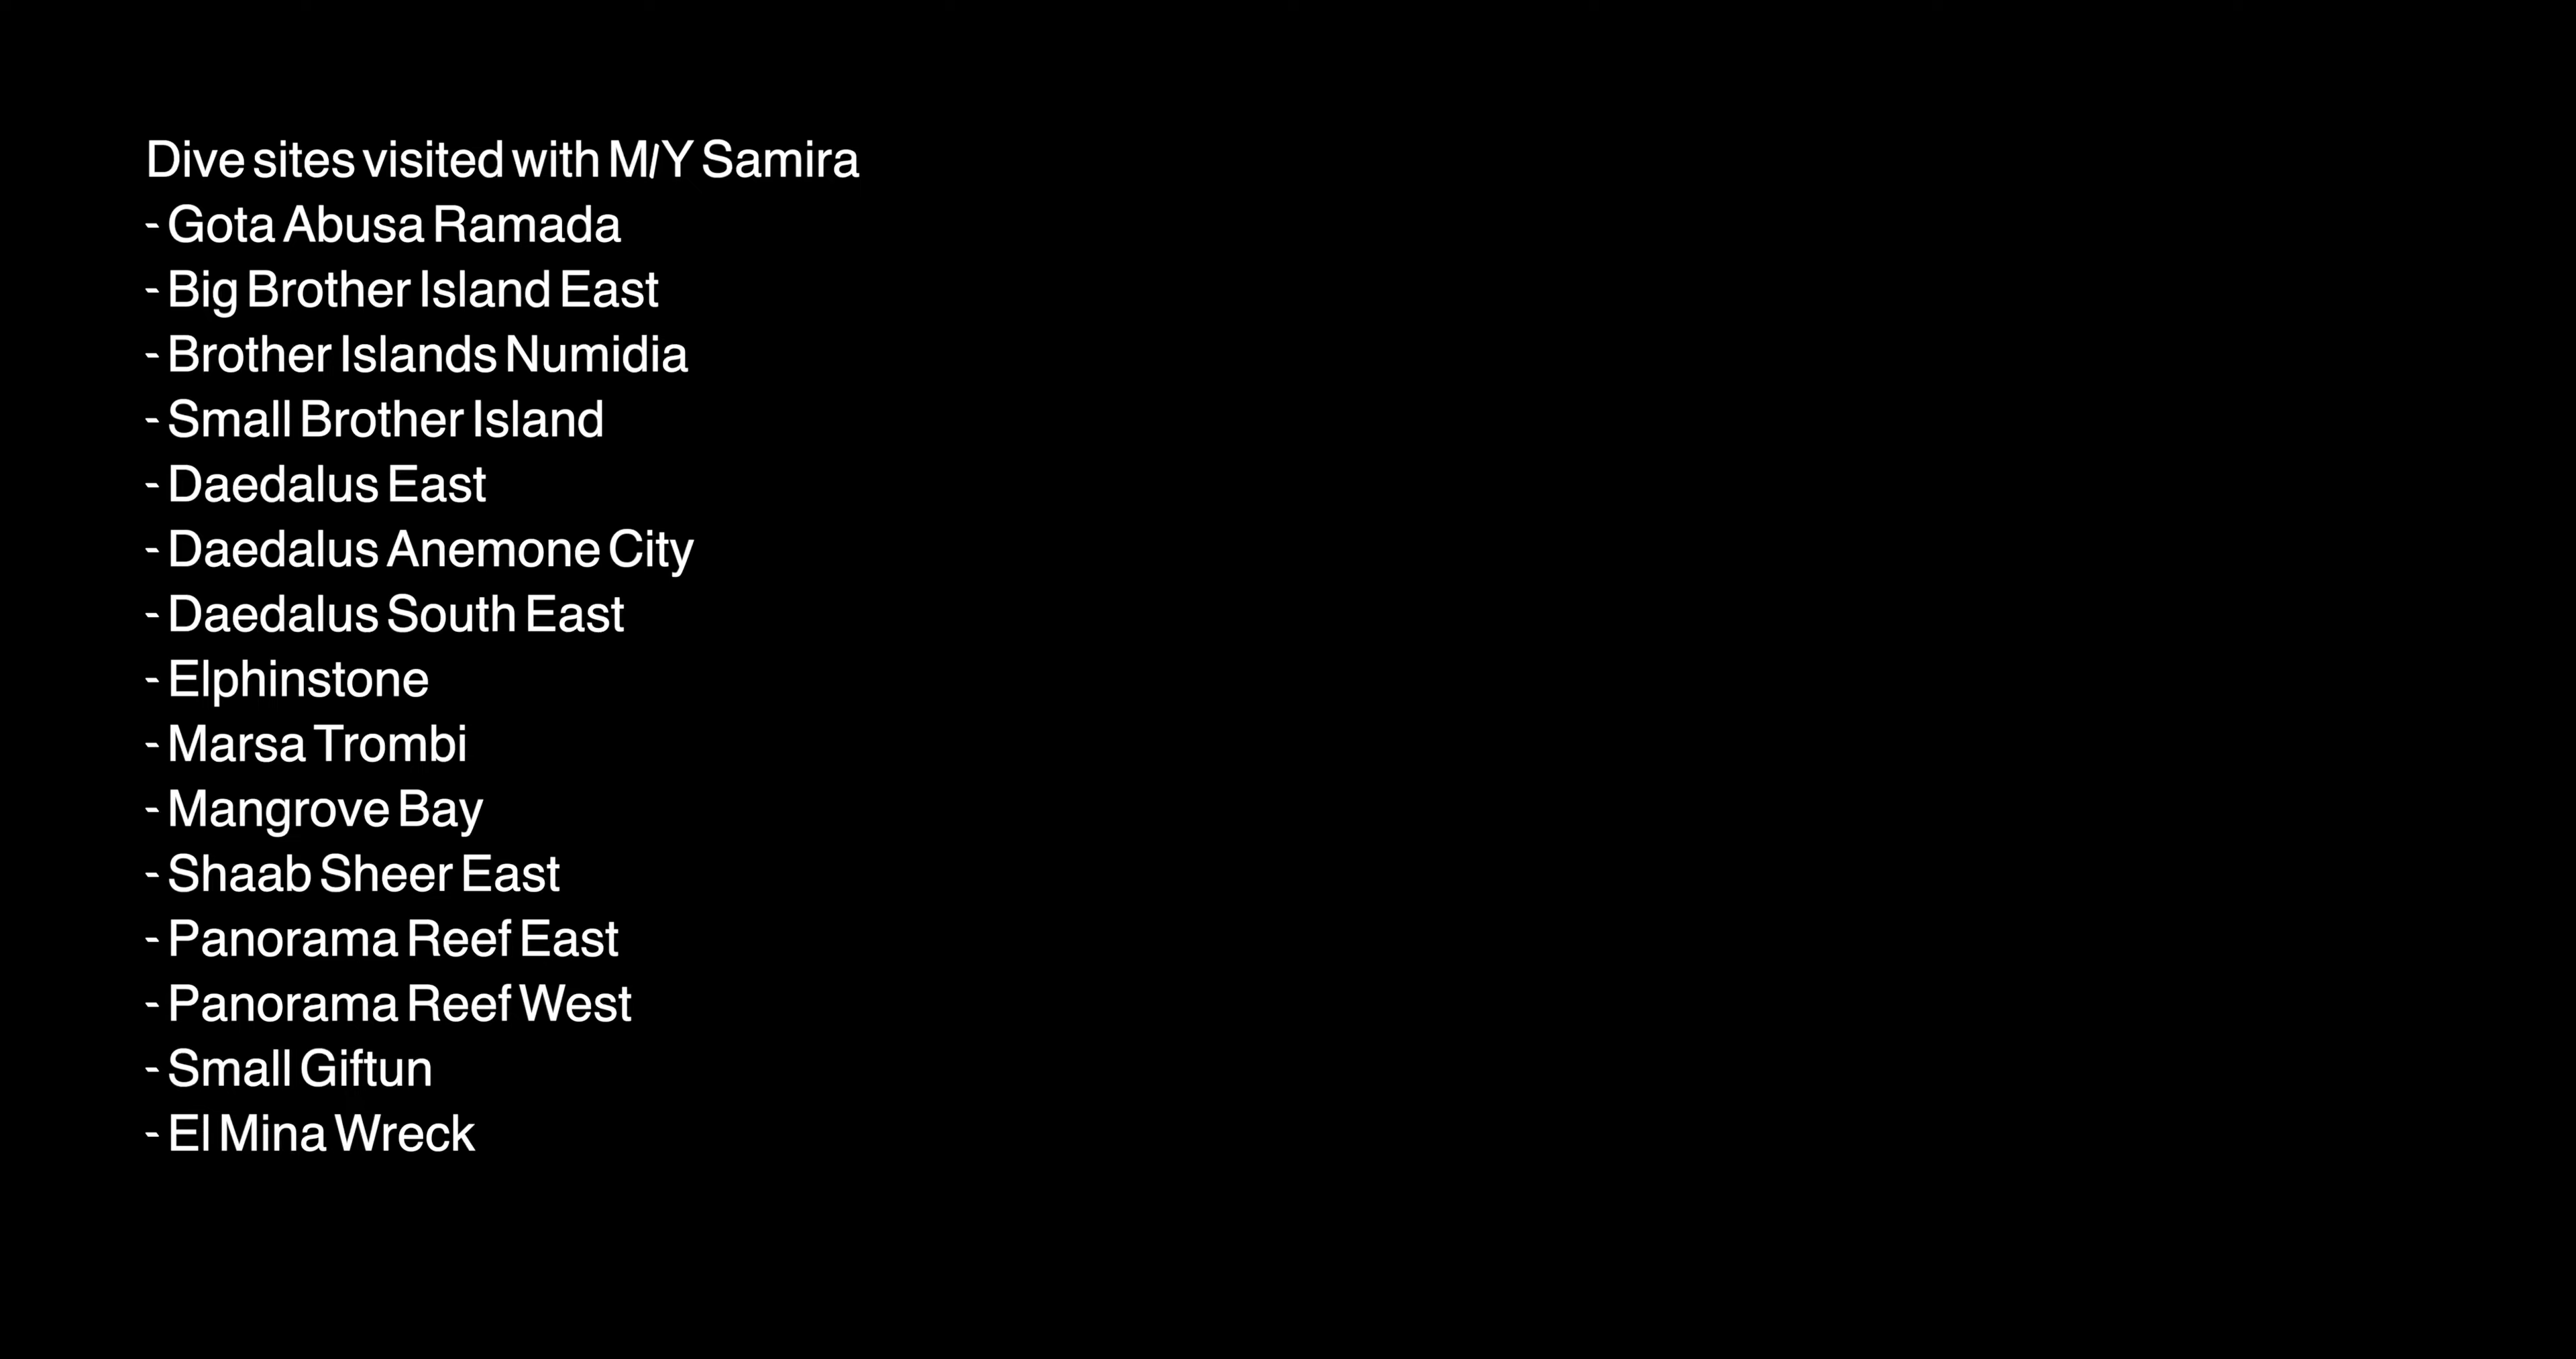 Dive sites visited with M/Y Samira
- Gota Abusa Ramada
- Big Brother Island East
- Brother Islands Numidia
- Small Brother Island
- Daedalus East
- Daedalus Anemone City
- Daedalus South East
- Elphinstone
- Marsa Trombi
- Mangrove Bay
- Shaab Sheer East
- Panorama Reef East
- Panorama Reef West
- Small Giftun
- El Mina Wreck